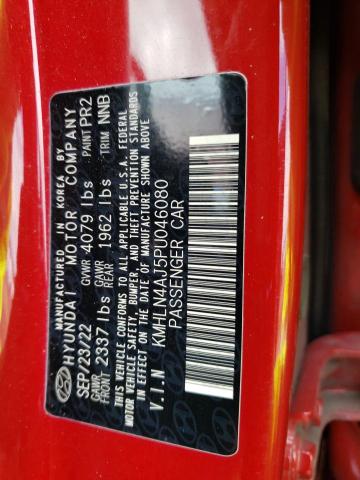 MANUFACTURED IN KOREA BY
HYUNDAI MOTOR COMPANY
SEP/23/22 GVWR 4079 lbs PAINT PR2
GAWR FRONT 2337 lbs GAWR REAR 1962 lbs TRIM NNB
THIS VEHICLE CONFORMS TO ALL APPLICABLE U.S.A. FEDERAL
MOTOR VEHICLE SAFETY, BUMPER, AND THEFT PREVENTION STANDARDS
IN EFFECT ON THE DATE OF MANUFACTURE SHOWN ABOVE
V.I.N KMHLN4AJ5PU046080
PASSENGER CAR